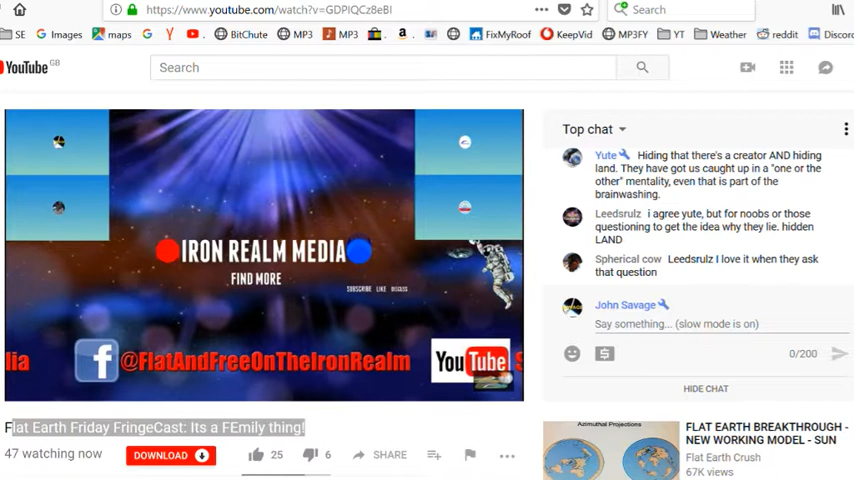 https://www.youtube.com/watch?v=GDPIQCz8eBI
Search
SE
Images
maps
BitChute
MP3
MP3
FixMyRoof
KeepVid
MP3FY
YT
Weather
reddit
Discord
YouTube GB
Search
Top chat
Yute Hiding that there's a creator AND hiding
land. They have got us caught up in a "one or the
other" mentality, even that is part of the
brainwashing.
Leedsrulz i agree yute, but for noobs or those
questioning to get the idea why they lie. hidden
LAND
Spherical cow Leedsrulz I love it when they ask
that question
John Savage
Say something... (slow mode is on)
0/200
HIDE CHAT
IRON REALM MEDIA
FIND MORE
SUBSCRIBE LIKE DISCUSS
lia
f @FlatAndFreeOnTheIronRealm
YouTube
Flat Earth Friday FringeCast: Its a FEmily thing!
47 watching now
DOWNLOAD
25
6
SHARE
Azimuthal Projections
FLAT EARTH BREAKTHROUGH -
NEW WORKING MODEL - SUN
Flat Earth Crush
67K views